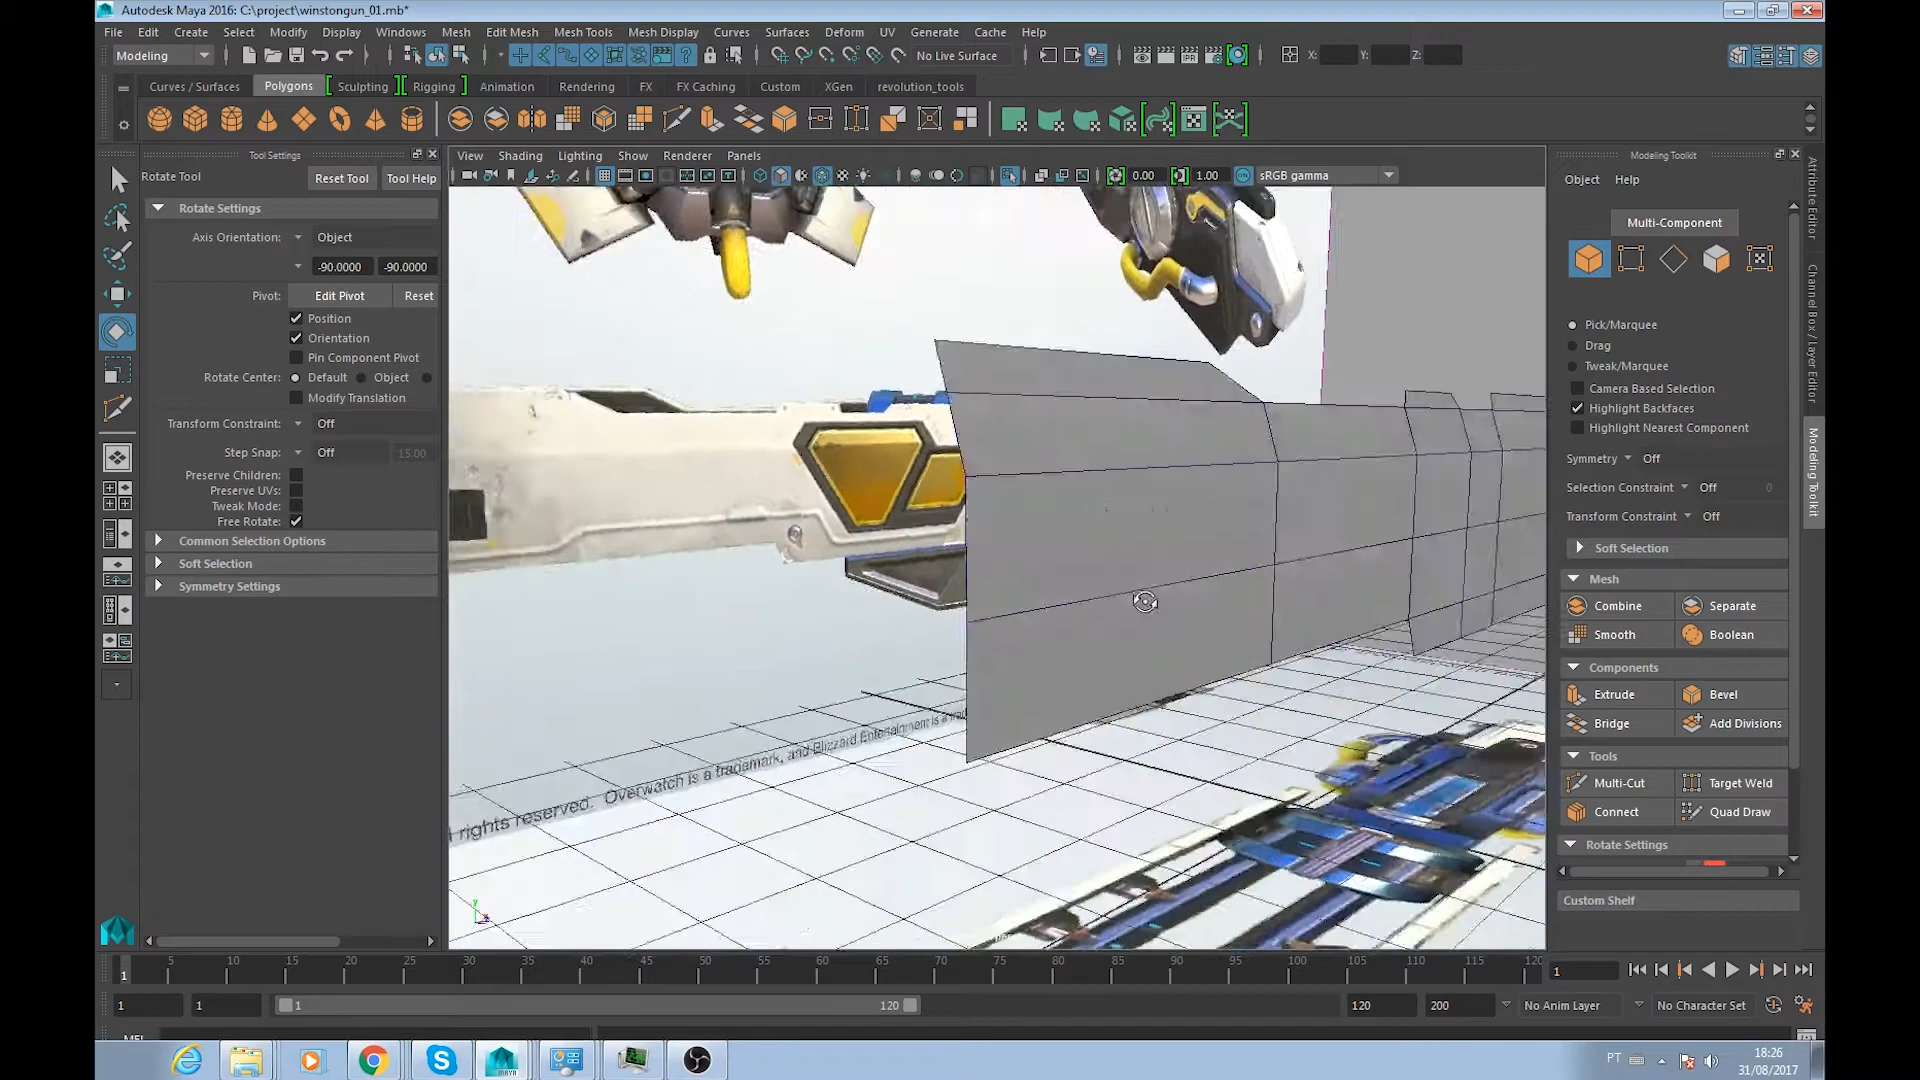 Autodesk Maya 2016: C:\project\winstongun_01.mb*
File Edit Create Select Modify Display Windows Mesh Edit Mesh Mesh Tools Mesh Display Curves Surfaces Deform UV Generate Cache Help
Modeling No Live Surface X: Y: Z:
Curves / Surfaces Polygons Sculpting Rigging Animation Rendering FX FX Caching Custom XGen revolution_tools
Tool Settings
Rotate Tool Reset Tool Tool Help
Rotate Settings
Axis Orientation: Object
-90.0000 -90.0000
Pivot: Edit Pivot Reset
Position
Orientation
Pin Component Pivot
Rotate Center: Default Object
Modify Translation
Transform Constraint: Off
Step Snap: Off 15.00
Preserve Children:
Preserve UVs:
Tweak Mode:
Free Rotate:
Common Selection Options
Soft Selection
Symmetry Settings
View Shading Lighting Show Renderer Panels
0.00 1.00 sRGB gamma
rights reserved. Overwatch is a trademark, and Blizzard Entertainment is a
Modeling Toolkit
Object Help
Multi-Component
Pick/Marquee
Drag
Tweak/Marquee
Camera Based Selection
Highlight Backfaces
Highlight Nearest Component
Symmetry Off
Selection Constraint Off 0
Transform Constraint Off
Soft Selection
Mesh
Combine Separate
Smooth Boolean
Components
Extrude Bevel
Bridge Add Divisions
Tools
Multi-Cut Target Weld
Connect Quad Draw
Rotate Settings
Custom Shelf
Attribute Editor
Channel Box / Layer Editor
Modeling Toolkit
1 5 10 15 20 25 30 35 40 45 50 55 60 65 70 75 80 85 90 95 100 105 110 115 120 1
1 1 1 120 120 200 No Anim Layer No Character Set
MEL
PT 18:26
31/08/2017